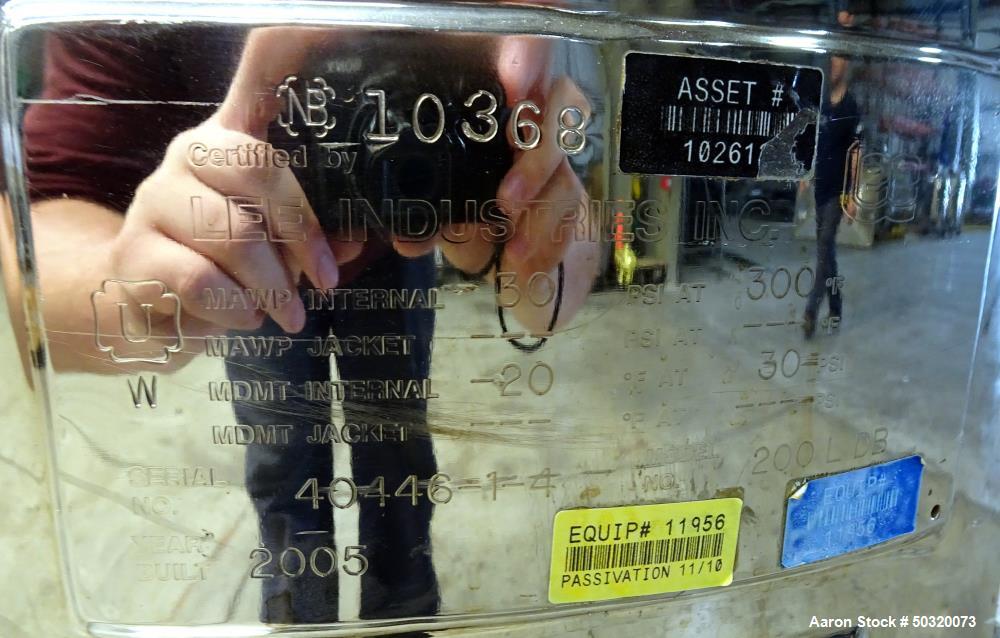 NB 10368
Certified by
LEE INDUSTRIES INC.
ASSET #
10261
U
W
MAWP INTERNAL 30 PSI AT 300 °F
MAWP JACKET --- PSI AT ---- °F
MDMT INTERNAL -20 °F AT 30 PSI
MDMT JACKET --- °F AT ---- PSI
SERIAL NO. 40446-1-4
MODEL NO. 200 L DB
YEAR BUILT 2005
EQUIP# 11956
PASSIVATION 11/10
Aaron Stock # 50320073